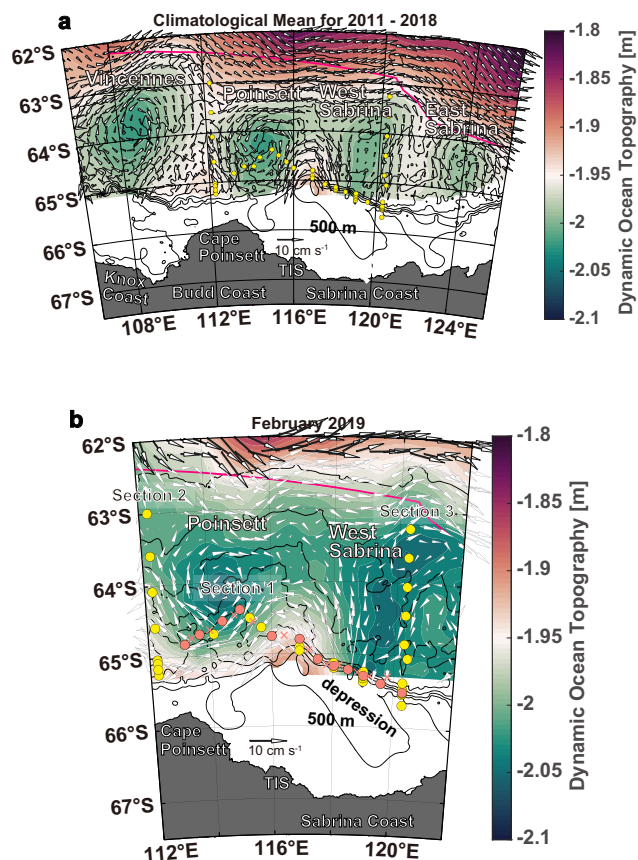 a
Climatological Mean for 2011 - 2018
62°S
63°S
64°S
65°S
66°S
67°S
Vincennes
Poinsett
West
Sabrina
East
Sabrina
500 m
10 cm s⁻¹
Cape
Poinsett
TIS
Knox
Coast
Budd Coast
Sabrina Coast
108°E
112°E
116°E
120°E
124°E
-1.8
-1.85
-1.9
-1.95
-2
-2.05
-2.1
Dynamic Ocean Topography [m]
b
February 2019
62°S
63°S
64°S
65°S
66°S
67°S
Section 2
Section 3
Poinsett
West
Sabrina
Section 1
depression
500 m
Cape
Poinsett
10 cm s⁻¹
TIS
Sabrina Coast
112°E
116°E
120°E
-1.8
-1.85
-1.9
-1.95
-2
-2.05
-2.1
Dynamic Ocean Topography [m]